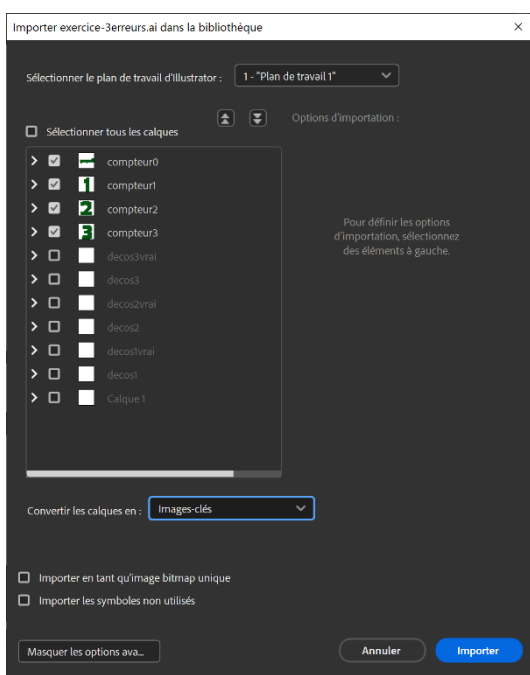 Importer exercice-3erreurs.ai dans la bibliothèque
Sélectionner le plan de travail d'Illustrator :
1 - "Plan de travail 1"
Options d'importation :
Sélectionner tous les calques
compteur0
1 compteur1
2 compteur2
3 compteur3
decos3vrai
decos3
decos2vrai
decos2
decos1vrai
decos1
Calque 1
Pour définir les options
d'importation, sélectionnez
des éléments à gauche.
Convertir les calques en :
Images-clés
Importer en tant qu'image bitmap unique
Importer les symboles non utilisés
Masquer les options ava...
Annuler
Importer